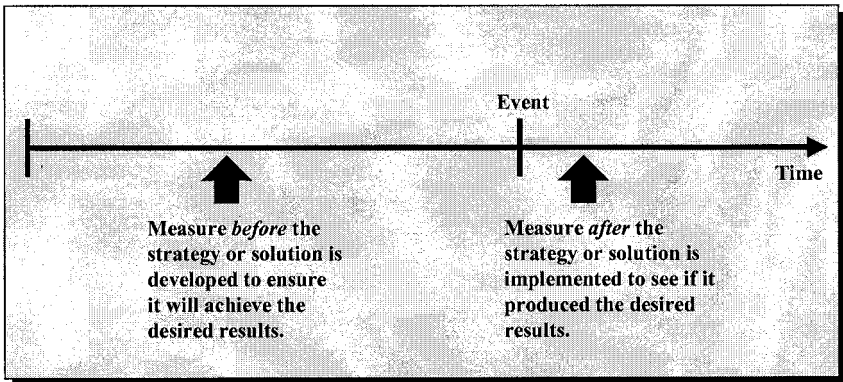 Event
Time
Measure before the
strategy or solution is
developed to ensure
it will achieve the
desired results.
Measure after the
strategy or solution is
implemented to see if it
produced the desired
results.